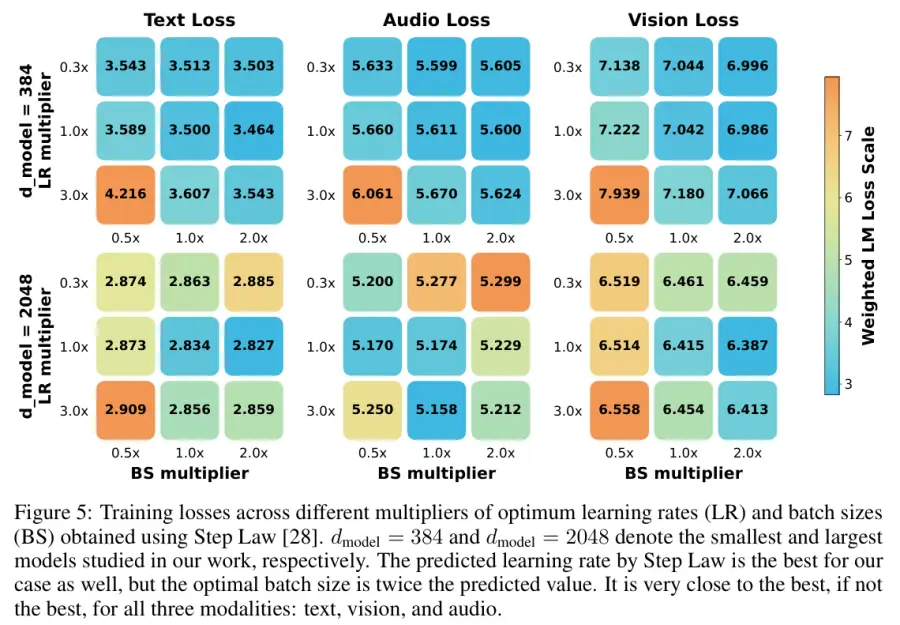 Text Loss Audio Loss Vision Loss
d_model = 384
LR multiplier
0.3x 3.543 3.513 3.503 0.3x 5.633 5.599 5.605 0.3x 7.138 7.044 6.996
1.0x 3.589 3.500 3.464 1.0x 5.660 5.611 5.600 1.0x 7.222 7.042 6.986
3.0x 4.216 3.607 3.543 3.0x 6.061 5.670 5.624 3.0x 7.939 7.180 7.066
0.5x 1.0x 2.0x 0.5x 1.0x 2.0x 0.5x 1.0x 2.0x
d_model = 2048
LR multiplier
0.3x 2.874 2.863 2.885 0.3x 5.200 5.277 5.299 0.3x 6.519 6.461 6.459
1.0x 2.873 2.834 2.827 1.0x 5.170 5.174 5.229 1.0x 6.514 6.415 6.387
3.0x 2.909 2.856 2.859 3.0x 5.250 5.158 5.212 3.0x 6.558 6.454 6.413
0.5x 1.0x 2.0x 0.5x 1.0x 2.0x 0.5x 1.0x 2.0x
BS multiplier BS multiplier BS multiplier
7
6
5
4
3
Weighted LM Loss Scale
Figure 5: Training losses across different multipliers of optimum learning rates (LR) and batch sizes
(BS) obtained using Step Law [28]. d_model = 384 and d_model = 2048 denote the smallest and largest
models studied in our work, respectively. The predicted learning rate by Step Law is the best for our
case as well, but the optimal batch size is twice the predicted value. It is very close to the best, if not
the best, for all three modalities: text, vision, and audio.